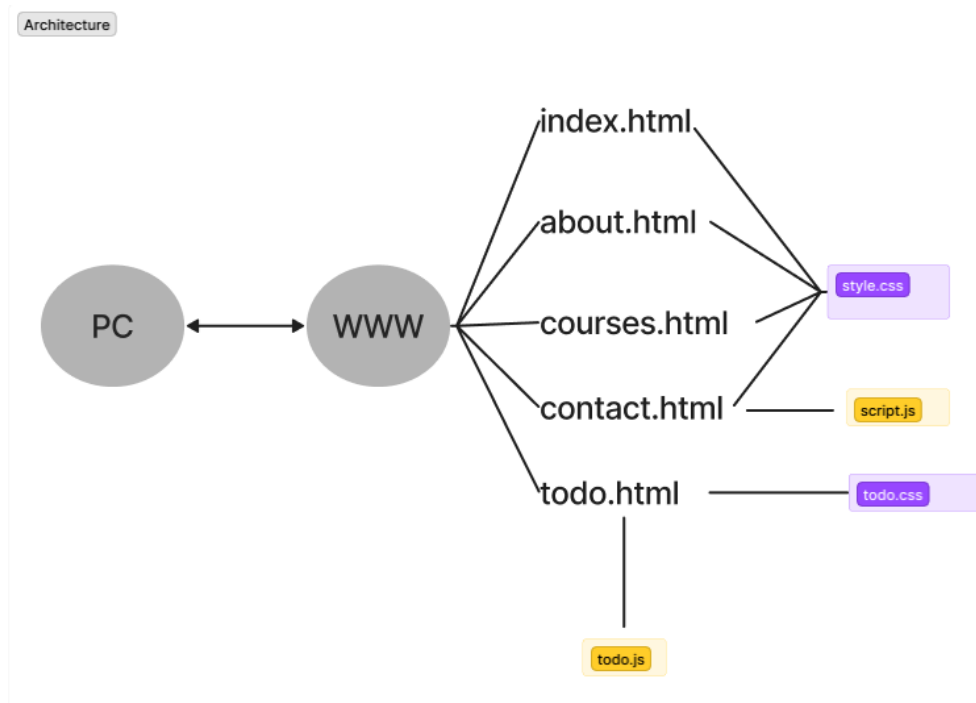 Architecture
index.html
about.html
style.css
PC
WWW
courses.html
contact.html
script.js
todo.html
todo.css
todo.js